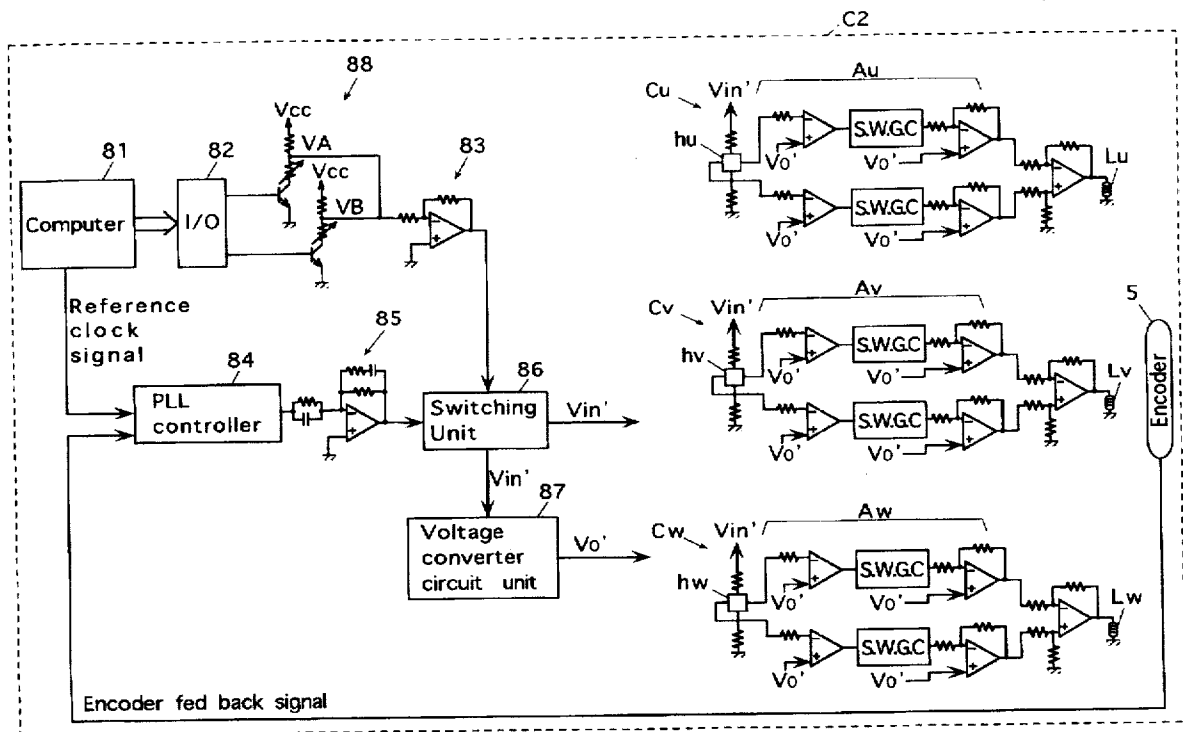 C2
88
Vcc
81
82
VA
Vcc
83
Computer
I/O
VB
Reference
clock
signal
84
85
PLL
controller
86
Switching
Unit
Vin'
Vin'
87
Voltage
converter
circuit unit
Vo'
Encoder fed back signal
Au
Cu
Vin'
hu
S.W.G.C
Vo'
Vo'
Lu
S.W.G.C
Vo'
Vo'
Av
Cv
Vin'
hv
S.W.G.C
Vo'
Vo'
Lv
S.W.G.C
Vo'
Vo'
5
Encoder
Aw
Cw
Vin'
hw
S.W.G.C
Vo'
Vo'
Lw
S.W.G.C
Vo'
Vo'